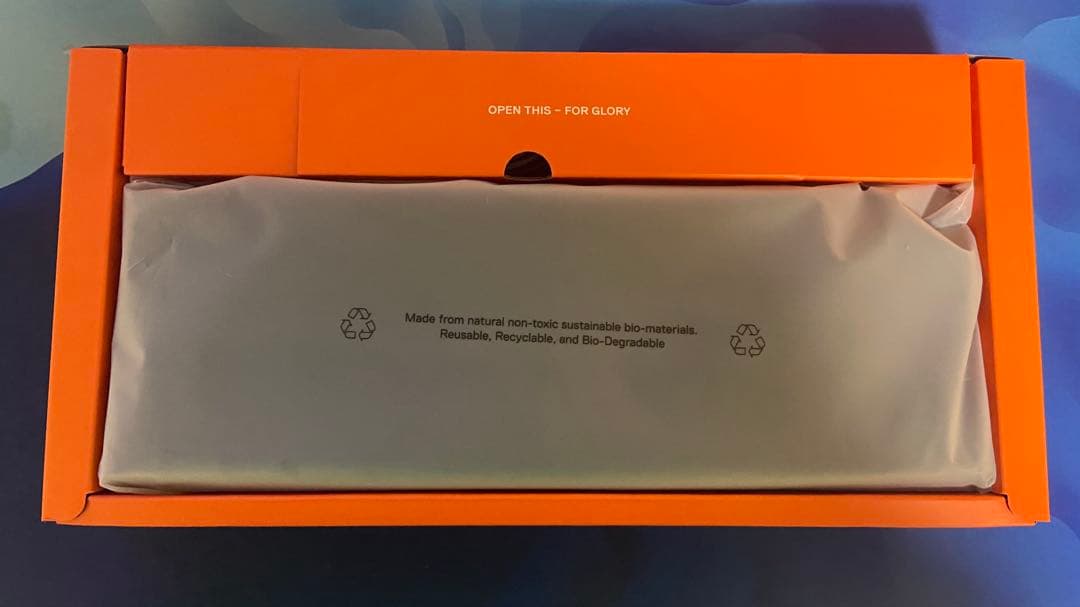 OPEN THIS – FOR GLORY
Made from natural non-toxic sustainable bio-materials.
Reusable, Recyclable, and Bio-Degradable